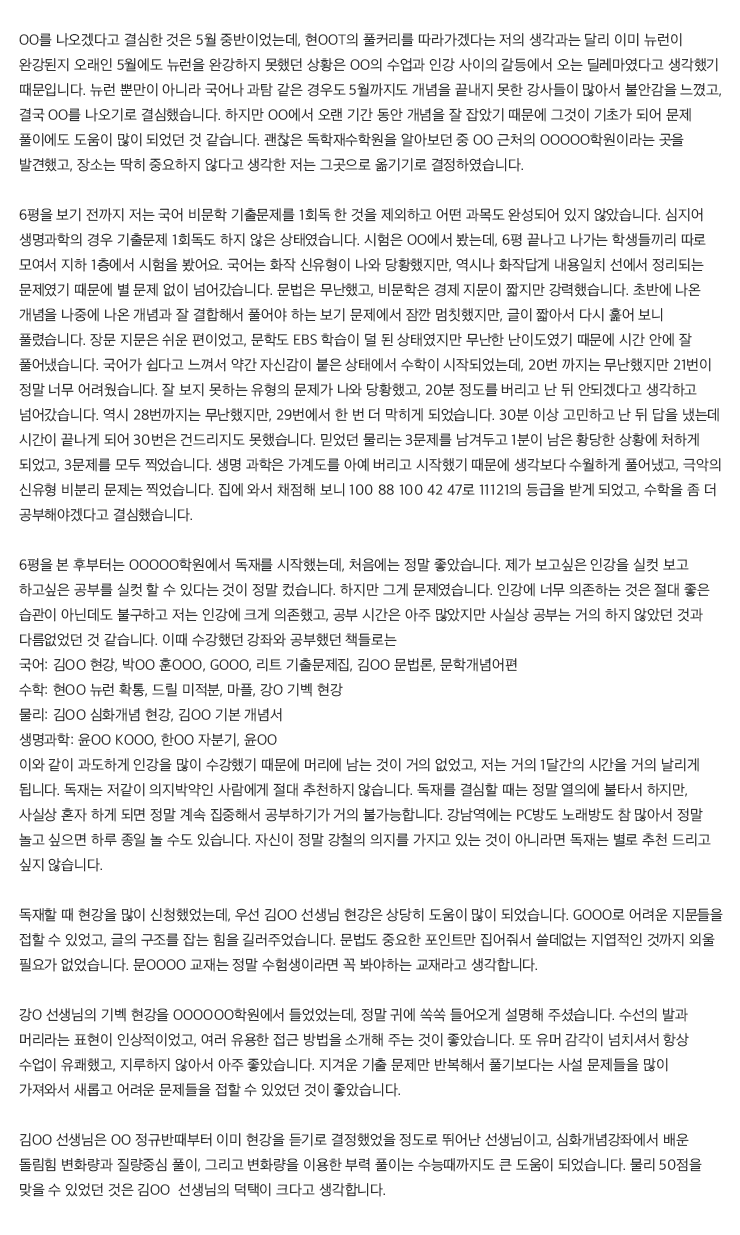 OO를 나오겠다고 결심한 것은 5월 중반이었는데, 현OOT의 풀커리를 따라가겠다는 저의 생각과는 달리 이미 뉴런이
완강된지 오래인 5월에도 뉴런을 완강하지 못했던 상황은 OO의 수업과 인강 사이의 갈등에서 오는 딜레마였다고 생각했기
때문입니다. 뉴런 뿐만이 아니라 국어나 과탐 같은 경우도 5월까지도 개념을 끝내지 못한 강사들이 많아서 불안감을 느꼈고,
결국 OO를 나오기로 결심했습니다. 하지만 OO에서 오랜 기간 동안 개념을 잘 잡았기 때문에 그것이 기초가 되어 문제
풀이에도 도움이 많이 되었던 것 같습니다. 괜찮은 독학재수학원을 알아보던 중 OO 근처의 OOOOO학원이라는 곳을
발견했고, 장소는 딱히 중요하지 않다고 생각한 저는 그곳으로 옮기기로 결정하였습니다.
6평을 보기 전까지 저는 국어 비문학 기출문제를 1회독 한 것을 제외하고 어떤 과목도 완성되어 있지 않았습니다. 심지어
생명과학의 경우 기출문제 1회독도 하지 않은 상태였습니다. 시험은 OO에서 봤는데, 6평 끝나고 나가는 학생들끼리 따로
모여서 지하 1층에서 시험을 봤어요. 국어는 화작 신유형이 나와 당황했지만, 역시나 화작답게 내용일치 선에서 정리되는
문제였기 때문에 별 문제 없이 넘어갔습니다. 문법은 무난했고, 비문학은 경제 지문이 짧지만 강력했습니다. 초반에 나온
개념을 나중에 나온 개념과 잘 결합해서 풀어야 하는 보기 문제에서 잠깐 멈칫했지만, 글이 짧아서 다시 훑어 보니
풀렸습니다. 장문 지문은 쉬운 편이었고, 문학도 EBS 학습이 덜 된 상태였지만 무난한 난이도였기 때문에 시간 안에 잘
풀어냈습니다. 국어가 쉽다고 느껴서 약간 자신감이 붙은 상태에서 수학이 시작되었는데, 20번 까지는 무난했지만 21번이
정말 너무 어려웠습니다. 잘 보지 못하는 유형의 문제가 나와 당황했고, 20분 정도를 버리고 난 뒤 안되겠다고 생각하고
넘어갔습니다. 역시 28번까지는 무난했지만, 29번에서 한 번 더 막히게 되었습니다. 30분 이상 고민하고 난 뒤 답을 냈는데
시간이 끝나게 되어 30번은 건드리지도 못했습니다. 믿었던 물리는 3문제를 남겨두고 1분이 남은 황당한 상황에 처하게
되었고, 3문제를 모두 찍었습니다. 생명 과학은 가계도를 아예 버리고 시작했기 때문에 생각보다 수월하게 풀어냈고, 극악의
신유형 비분리 문제는 찍었습니다. 집에 와서 채점해 보니 100 88 100 42 47로 11121의 등급을 받게 되었고, 수학을 좀 더
공부해야겠다고 결심했습니다.
6평을 본 후부터는 OOOOO학원에서 독재를 시작했는데, 처음에는 정말 좋았습니다. 제가 보고싶은 인강을 실컷 보고
하고싶은 공부를 실컷 할 수 있다는 것이 정말 컸습니다. 하지만 그게 문제였습니다. 인강에 너무 의존하는 것은 절대 좋은
습관이 아닌데도 불구하고 저는 인강에 크게 의존했고, 공부 시간은 아주 많았지만 사실상 공부는 거의 하지 않았던 것과
다름없었던 것 같습니다. 이때 수강했던 강좌와 공부했던 책들로는
국어: 김OO 현강, 박OO 훈OOO, GOOO, 리트 기출문제집, 김OO 문법론, 문학개념어편
수학: 현OO 뉴런 확통, 드릴 미적분, 마플, 강O 기벡 현강
물리: 김OO 심화개념 현강, 김OO 기본 개념서
생명과학: 윤OO KOOO, 한OO 자분기, 윤OO
이와 같이 과도하게 인강을 많이 수강했기 때문에 머리에 남는 것이 거의 없었고, 저는 거의 1달간의 시간을 거의 날리게
됩니다. 독재는 저같이 의지박약인 사람에게 절대 추천하지 않습니다. 독재를 결심할 때는 정말 열의에 불타서 하지만,
사실상 혼자 하게 되면 정말 계속 집중해서 공부하기가 거의 불가능합니다. 강남역에는 PC방도 노래방도 참 많아서 정말
놀고 싶으면 하루 종일 놀 수도 있습니다. 자신이 정말 강철의 의지를 가지고 있는 것이 아니라면 독재는 별로 추천 드리고
싶지 않습니다.
독재할 때 현강을 많이 신청했었는데, 우선 김OO 선생님 현강은 상당히 도움이 많이 되었습니다. GOOO로 어려운 지문들을
접할 수 있었고, 글의 구조를 잡는 힘을 길러주었습니다. 문법도 중요한 포인트만 집어줘서 쓸데없는 지엽적인 것까지 외울
필요가 없었습니다. 문OOOO 교재는 정말 수험생이라면 꼭 봐야하는 교재라고 생각합니다.
강O 선생님의 기벡 현강을 OOOOOO학원에서 들었었는데, 정말 귀에 쏙쏙 들어오게 설명해 주셨습니다. 수선의 발과
머리라는 표현이 인상적이었고, 여러 유용한 접근 방법을 소개해 주는 것이 좋았습니다. 또 유머 감각이 넘치셔서 항상
수업이 유쾌했고, 지루하지 않아서 아주 좋았습니다. 지겨운 기출 문제만 반복해서 풀기보다는 사설 문제들을 많이
가져와서 새롭고 어려운 문제들을 접할 수 있었던 것이 좋았습니다.
김OO 선생님은 OO 정규반때부터 이미 현강을 듣기로 결정했었을 정도로 뛰어난 선생님이고, 심화개념강좌에서 배운
돌림힘 변화량과 질량중심 풀이, 그리고 변화량을 이용한 부력 풀이는 수능때까지도 큰 도움이 되었습니다. 물리 50점을
맞을 수 있었던 것은 김OO 선생님의 덕택이 크다고 생각합니다.